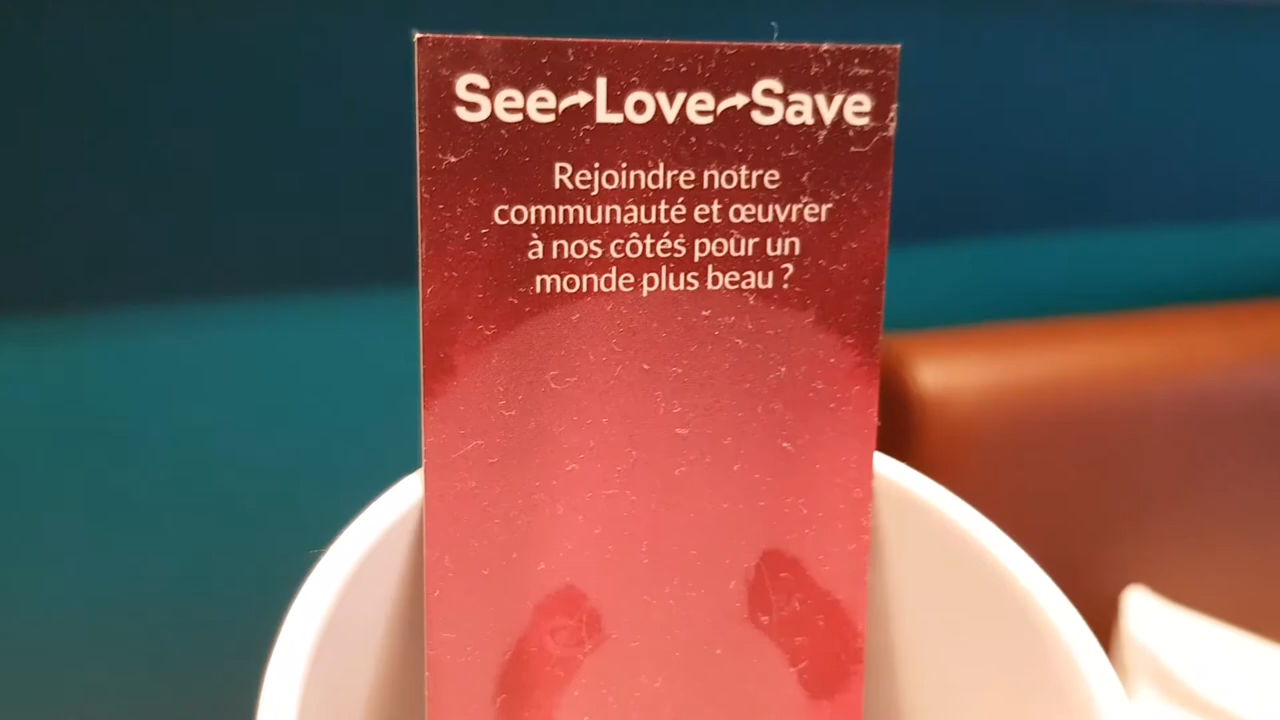 See→Love→Save
Rejoindre notre
communauté et œuvrer
à nos côtés pour un
monde plus beau ?